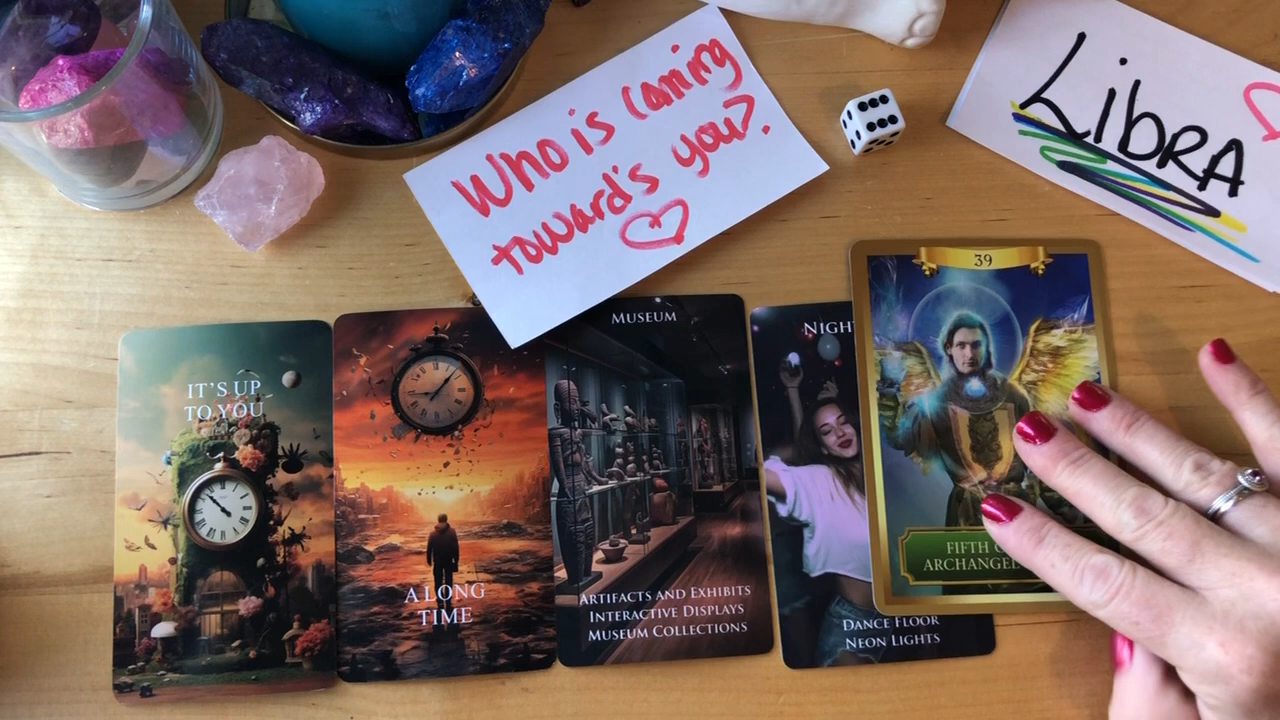 Who is coming
toward's you?.
LibRA
IT'S UP
TO YOU
A LONG
TIME
MUSEUM
ARTIFACTS AND EXHIBITS
INTERACTIVE DISPLAYS
MUSEUM COLLECTIONS
DANCE FLOOR
NEON LIGHTS
39
FIFTH
ARCHANGEL